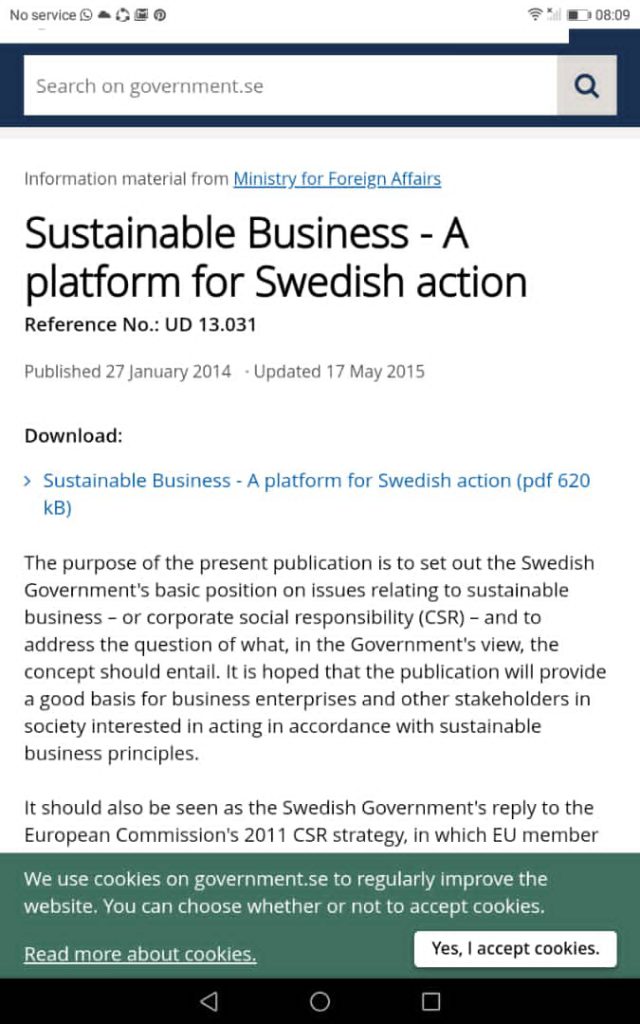 No service 08:09
Search on government.se
Information material from Ministry for Foreign Affairs
Sustainable Business - A
platform for Swedish action
Reference No.: UD 13.031
Published 27 January 2014 · Updated 17 May 2015
Download:
Sustainable Business - A platform for Swedish action (pdf 620
kB)
The purpose of the present publication is to set out the Swedish
Government's basic position on issues relating to sustainable
business – or corporate social responsibility (CSR) – and to
address the question of what, in the Government's view, the
concept should entail. It is hoped that the publication will provide
a good basis for business enterprises and other stakeholders in
society interested in acting in accordance with sustainable
business principles.
It should also be seen as the Swedish Government's reply to the
European Commission's 2011 CSR strategy, in which EU member
We use cookies on government.se to regularly improve the
website. You can choose whether or not to accept cookies.
Read more about cookies. Yes, I accept cookies.